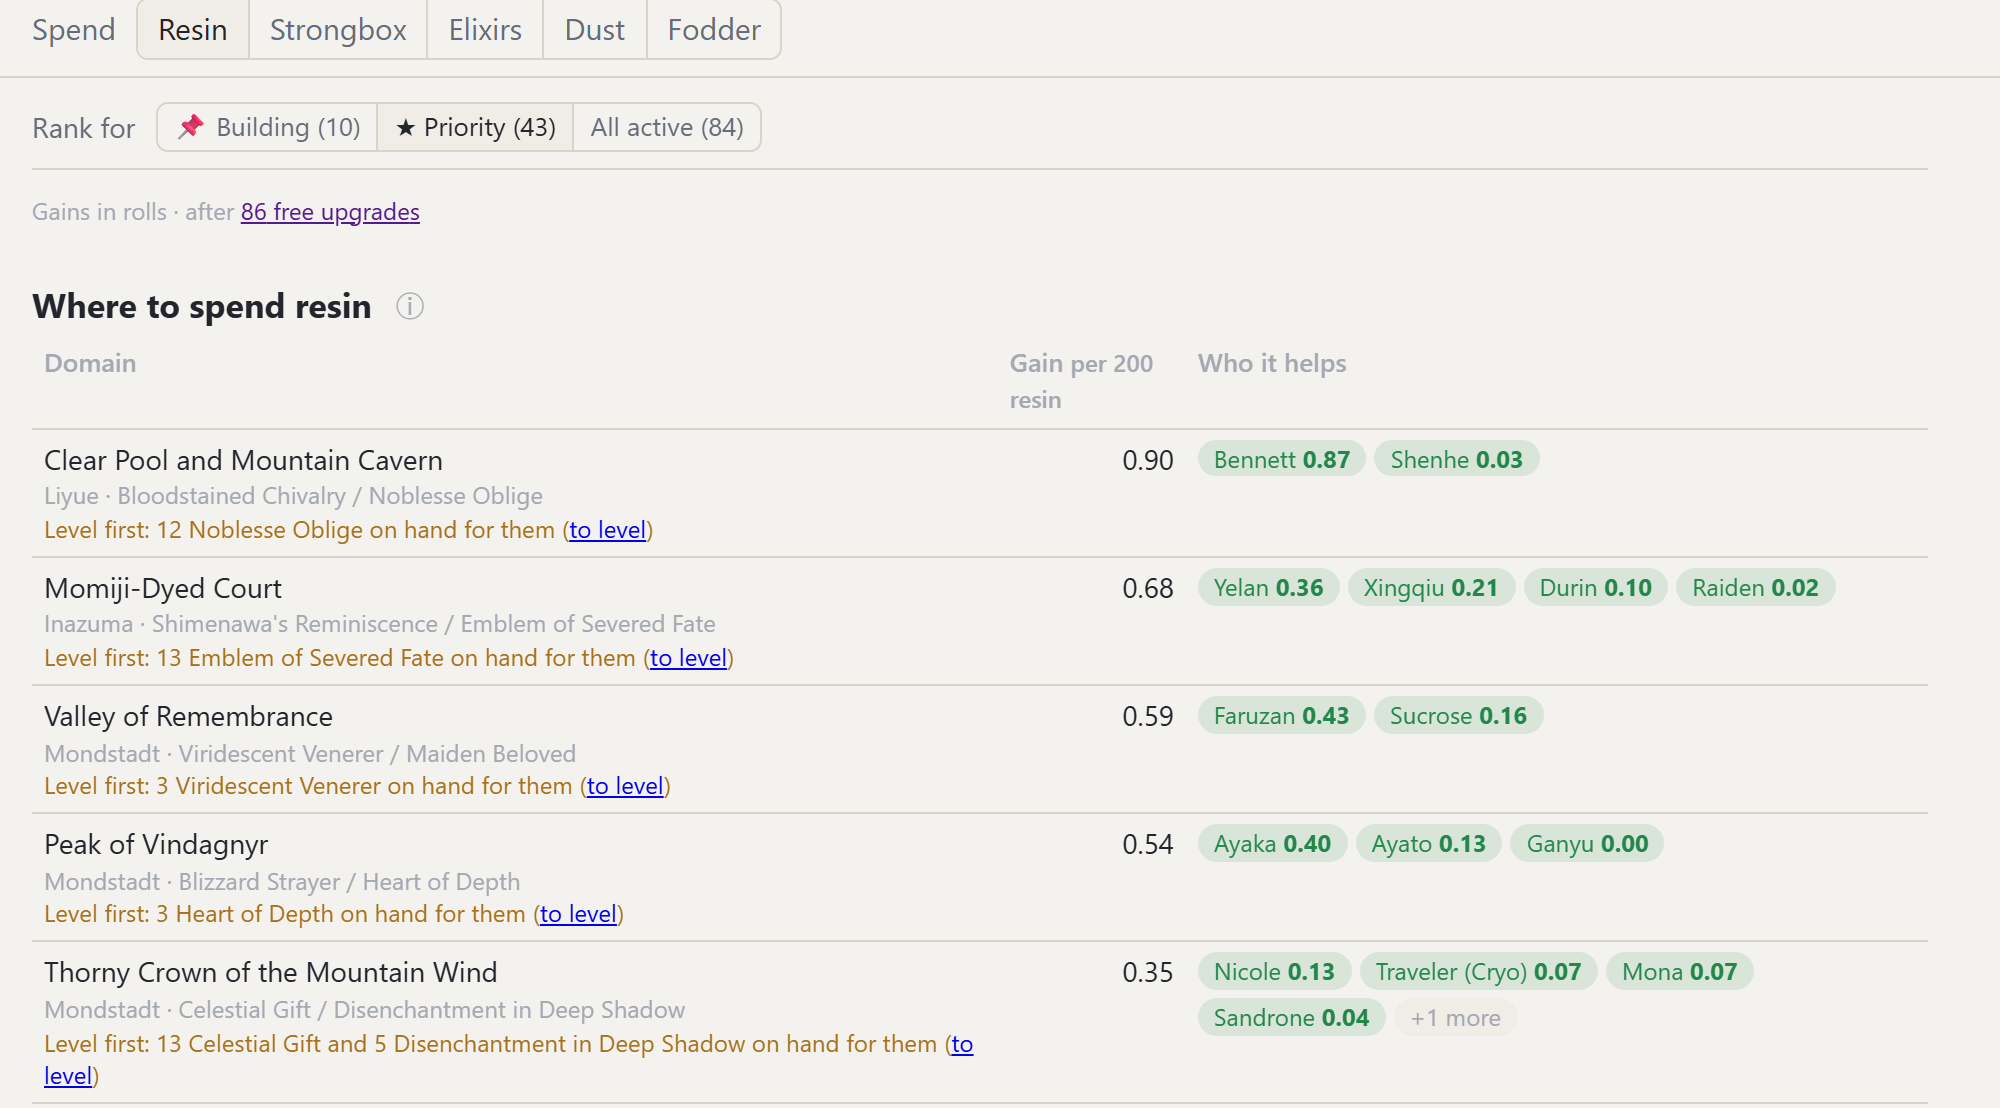 Spend Resin Strongbox Elixirs Dust Fodder
Rank for 📌 Building (10) ★ Priority (43) All active (84)
Gains in rolls · after 86 free upgrades
Where to spend resin ⓘ
Domain Gain per 200 resin Who it helps
Clear Pool and Mountain Cavern 0.90 Bennett 0.87 Shenhe 0.03
Liyue · Bloodstained Chivalry / Noblesse Oblige
Level first: 12 Noblesse Oblige on hand for them (to level)
Momiji-Dyed Court 0.68 Yelan 0.36 Xingqiu 0.21 Durin 0.10 Raiden 0.02
Inazuma · Shimenawa's Reminiscence / Emblem of Severed Fate
Level first: 13 Emblem of Severed Fate on hand for them (to level)
Valley of Remembrance 0.59 Faruzan 0.43 Sucrose 0.16
Mondstadt · Viridescent Venerer / Maiden Beloved
Level first: 3 Viridescent Venerer on hand for them (to level)
Peak of Vindagnyr 0.54 Ayaka 0.40 Ayato 0.13 Ganyu 0.00
Mondstadt · Blizzard Strayer / Heart of Depth
Level first: 3 Heart of Depth on hand for them (to level)
Thorny Crown of the Mountain Wind 0.35 Nicole 0.13 Traveler (Cryo) 0.07 Mona 0.07
Mondstadt · Celestial Gift / Disenchantment in Deep Shadow Sandrone 0.04 +1 more
Level first: 13 Celestial Gift and 5 Disenchantment in Deep Shadow on hand for them (to
level)